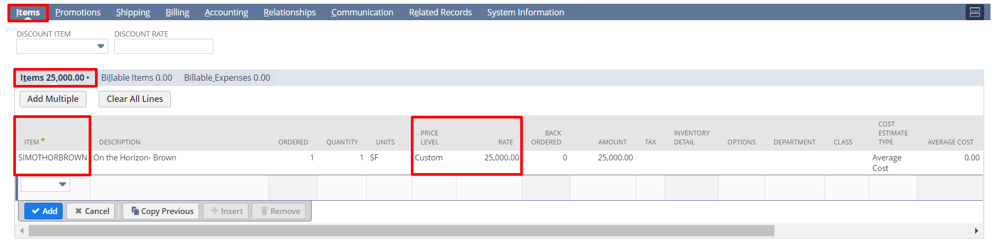 Items Promotions Shipping Billing Accounting Relationships Communication Related Records System Information
DISCOUNT ITEM DISCOUNT RATE
Items 25,000.00 • Billable Items 0.00 Billable Expenses 0.00
Add Multiple Clear All Lines
ITEM * DESCRIPTION ORDERED QUANTITY UNITS PRICE LEVEL RATE BACK ORDERED AMOUNT TAX INVENTORY DETAIL OPTIONS DEPARTMENT CLASS COST ESTIMATE TYPE AVERAGE COST
SIMOTHORBROWN On the Horizon- Brown 1 1 SF Custom 25,000.00 0 25,000.00 Average Cost 0.00
Add Cancel Copy Previous Insert Remove